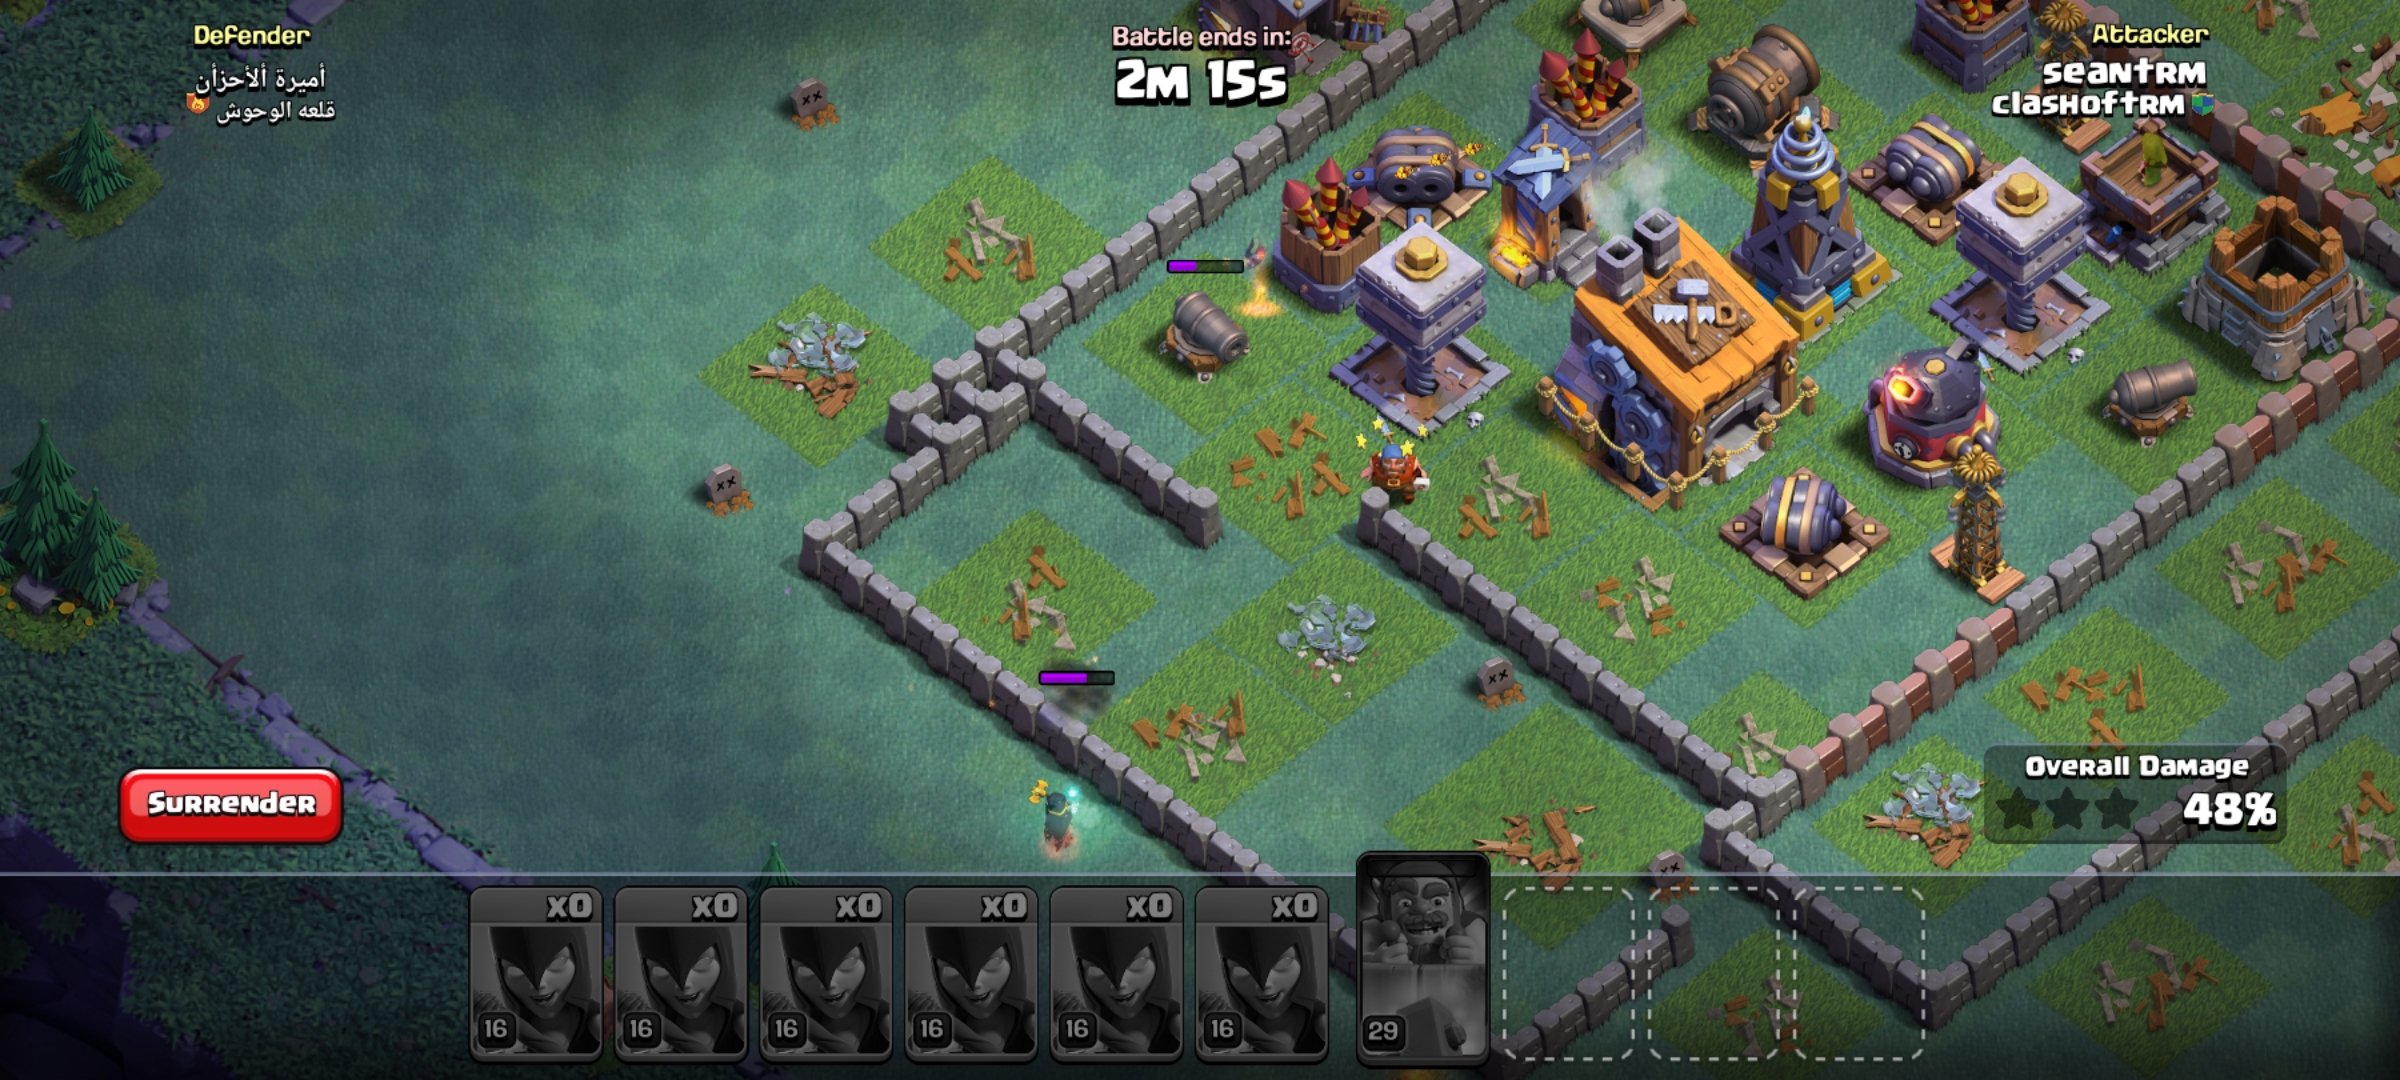 Defender
أميرة ألأحزأن
قلعه الوحوش
Battle ends in:
2M 15s
Attacker
seantRM
clashoftRM
Surrender
Overall Damage
48%
x0
x0
x0
x0
x0
x0
16
16
16
16
16
16
29